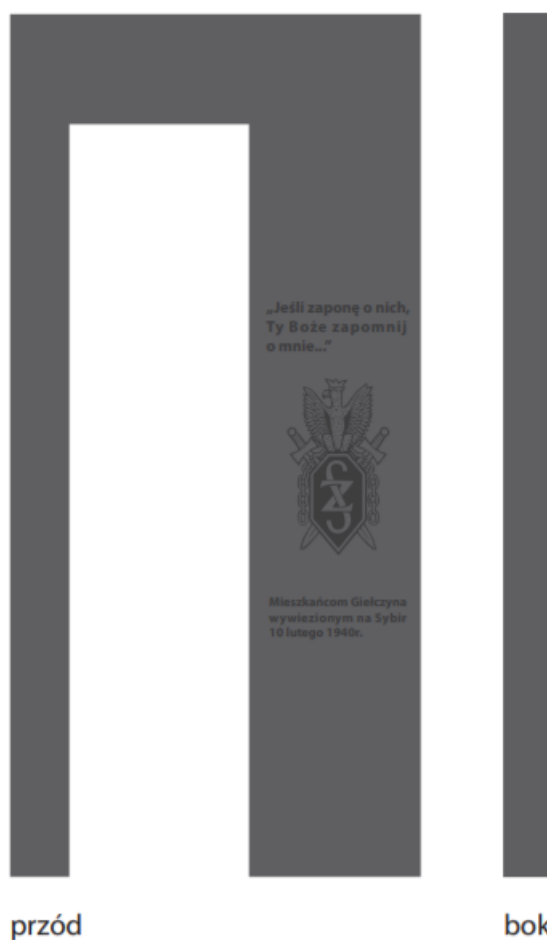 „Jeśli zaponę o nich,
Ty Boże zapomnij
o mnie...”
Mieszkańcom Giełczyna
wywiezionym na Sybir
10 lutego 1940r.
przód
bok